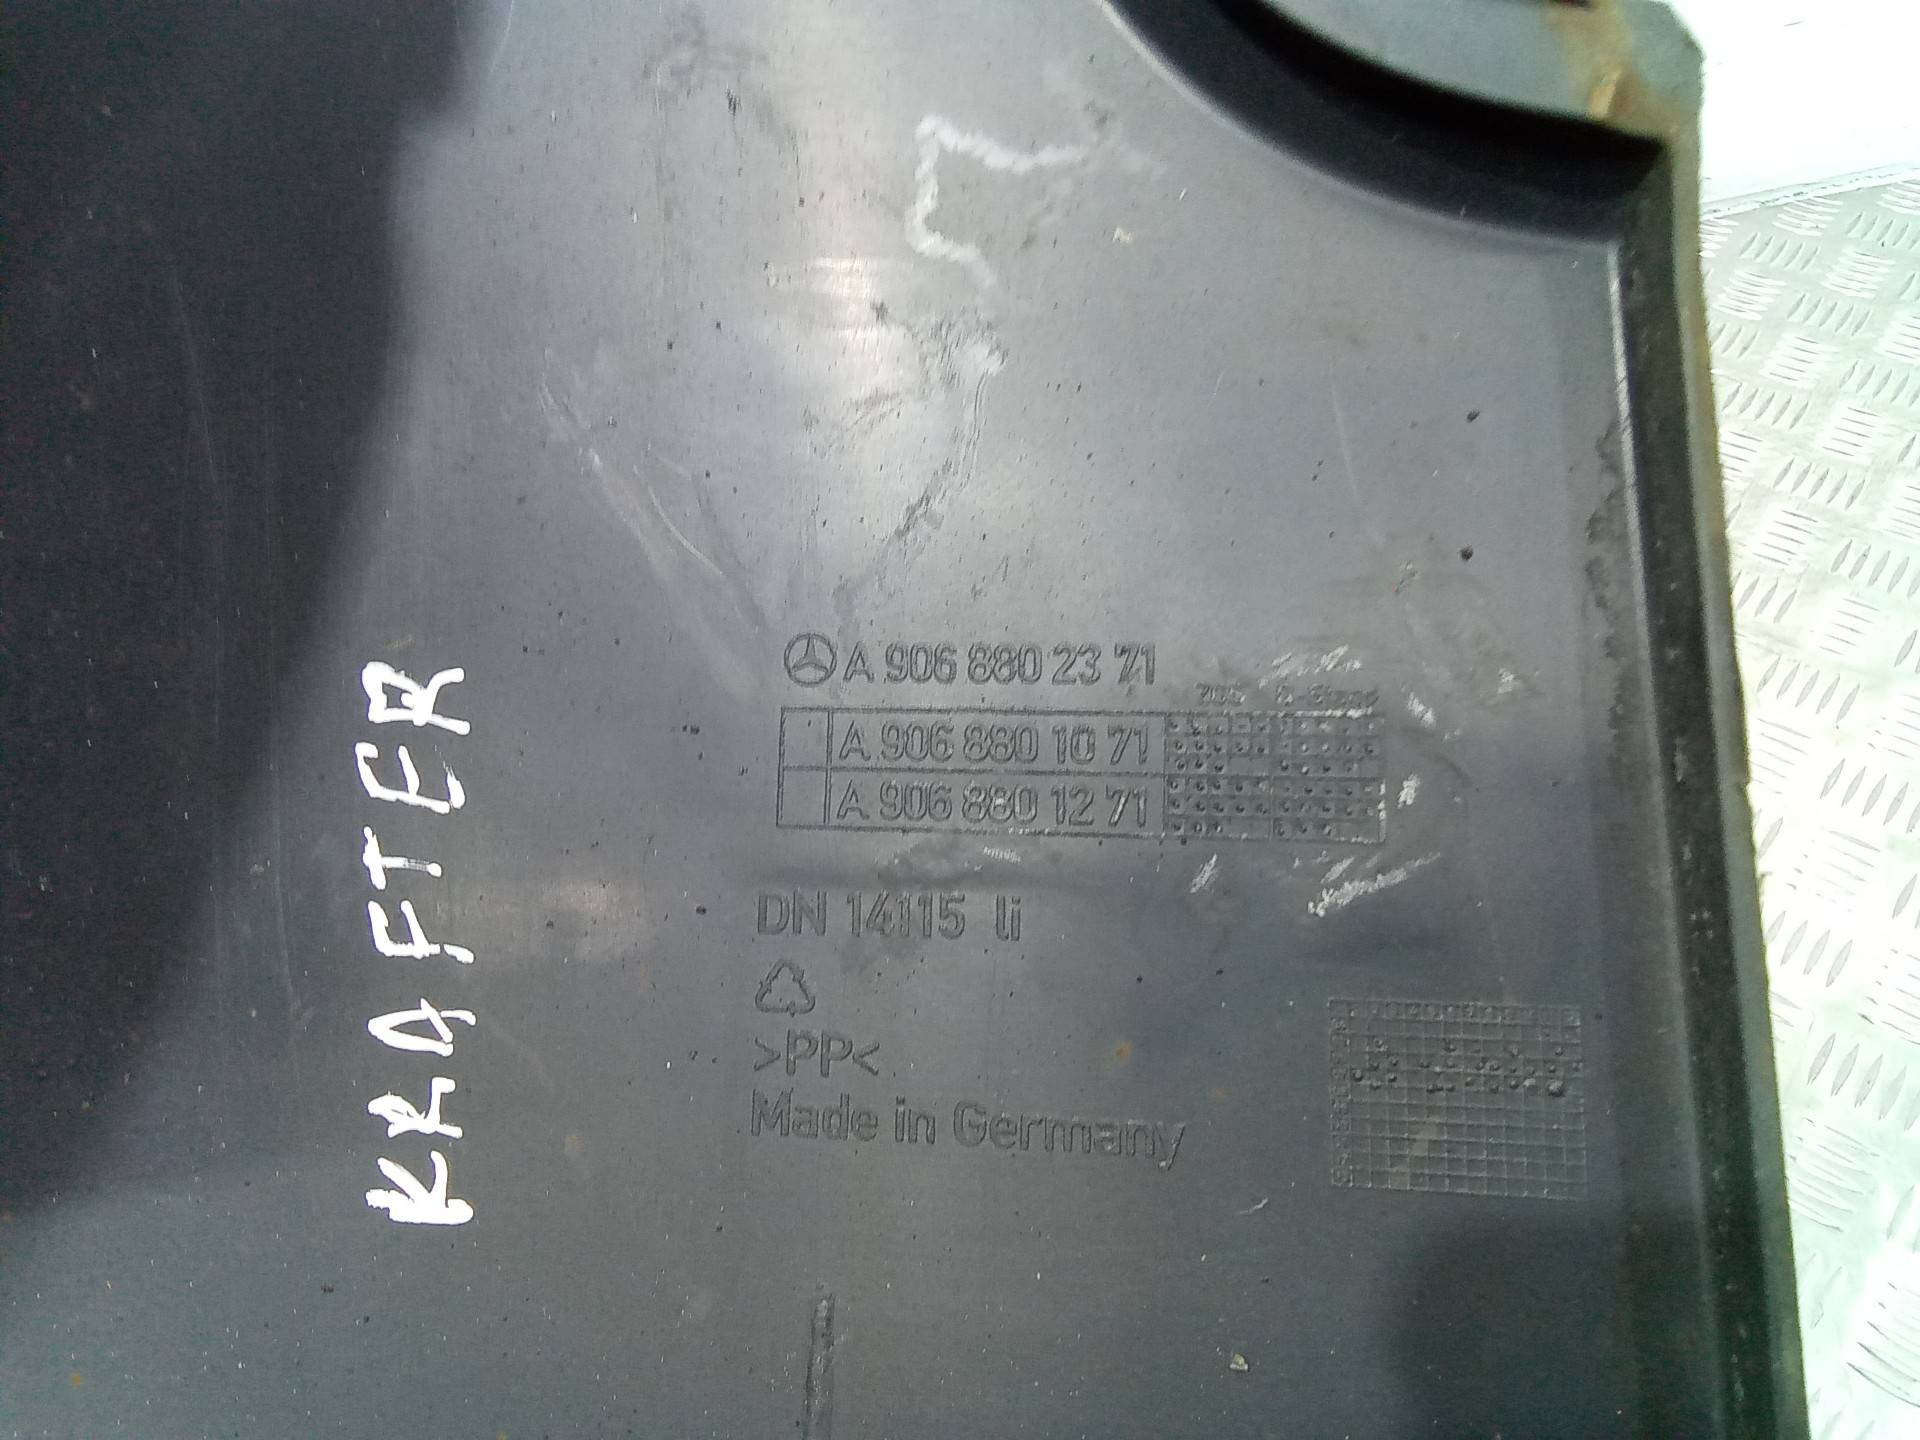 A 906 880 23 71
A 906 880 10 71
A 906 880 12 71
DN 14115 li
>PP<
Made in Germany
KRAFTER